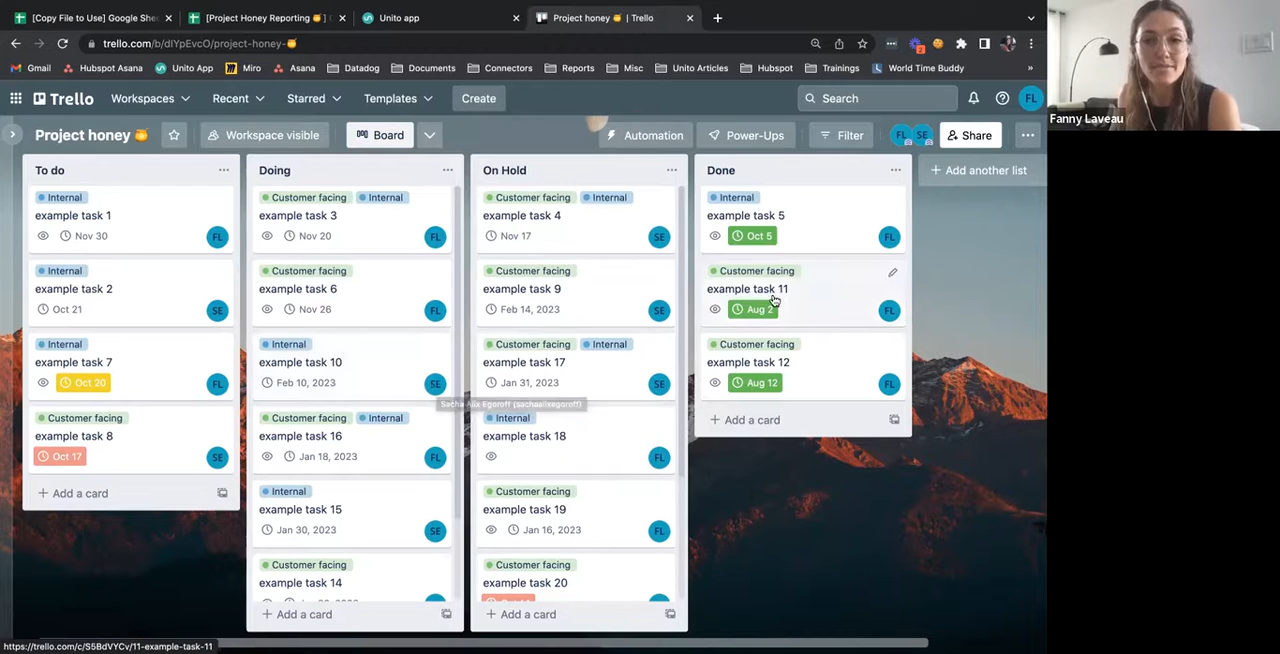 [Copy File to Use] Google She
[Project Honey Reporting
Unito app
Project honey | Trello
trello.com/b/dIYpEvcO/project-honey-
2
Gmail
Hubspot Asana
Unito App
Miro
Asana
Datadog
Documents
Connectors
Reports
Misc
Unito Articles
Hubspot
Trainings
World Time Buddy
»
Trello
Workspaces
Recent
Starred
Templates
Create
Search
FL
Fanny Laveau
Project honey
Workspace visible
Board
Automation
Power-Ups
Filter
FL
SE
Share
To do
Internal
example task 1
Nov 30
FL
Internal
example task 2
Oct 21
SE
Internal
example task 7
Oct 20
FL
Customer facing
example task 8
Oct 17
SE
+ Add a card
Doing
Customer facing Internal
example task 3
Nov 20
FL
Customer facing
example task 6
Nov 26
FL
Internal
example task 10
Feb 10, 2023
SE
Sacha Alix Egoroff (sachaalixegoroff)
Customer facing Internal
example task 16
Jan 18, 2023
FL
Internal
example task 15
Jan 30, 2023
SE
Customer facing
example task 14
+ Add a card
On Hold
Customer facing Internal
example task 4
Nov 17
SE
Customer facing
example task 9
Feb 14, 2023
SE
Customer facing Internal
example task 17
Jan 31, 2023
SE
Internal
example task 18
FL
Customer facing
example task 19
Jan 16, 2023
FL
Customer facing
example task 20
+ Add a card
Done
Internal
example task 5
Oct 5
FL
Customer facing
example task 11
Aug 2
FL
Customer facing
example task 12
Aug 12
FL
+ Add a card
+ Add another list
https://trello.com/c/S5BdVYCv/11-example-task-11